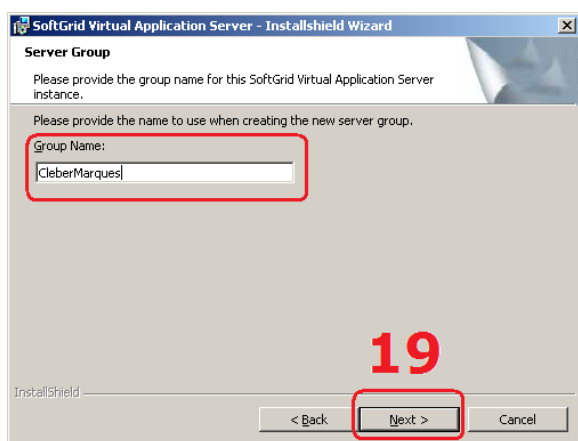 SoftGrid Virtual Application Server - Installshield Wizard
Server Group
Please provide the group name for this SoftGrid Virtual Application Server
instance.
Please provide the name to use when creating the new server group.
Group Name:
CleberMarques
19
InstallShield
< Back Next > Cancel